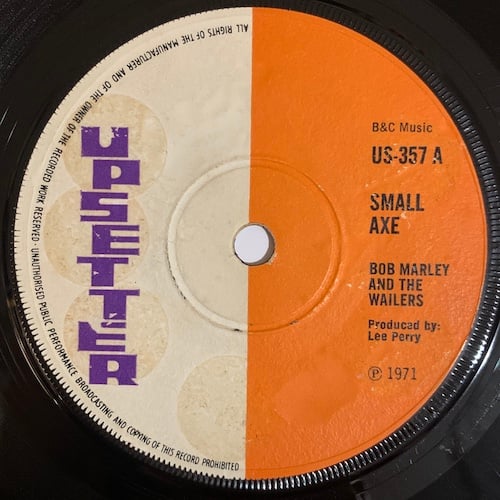 ALL RIGHTS OF THE MANUFACTURER AND OF THE OWNER OF THE RECORDED WORK RESERVED · UNAUTHORISED PUBLIC PERFORMANCE BROADCASTING AND COPYING OF THIS RECORD PROHIBITED
UPSETTER
B&C Music
US-357 A
SMALL
AXE
BOB MARLEY
AND THE
WAILERS
Produced by:
Lee Perry
℗ 1971